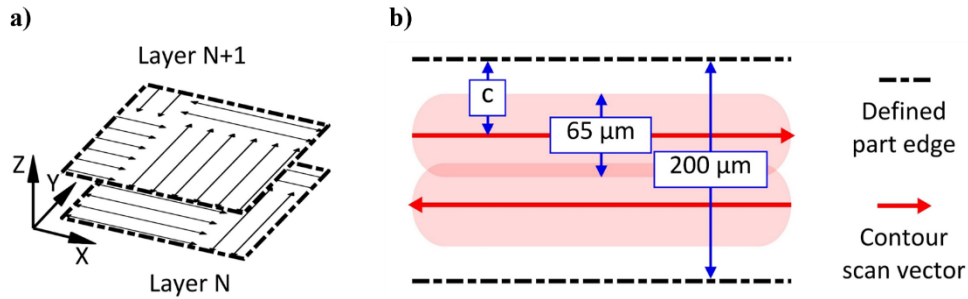 a)
Layer N+1
Z
Y
X
Layer N
b)
c
65 µm
200 µm
Defined
part edge
Contour
scan vector